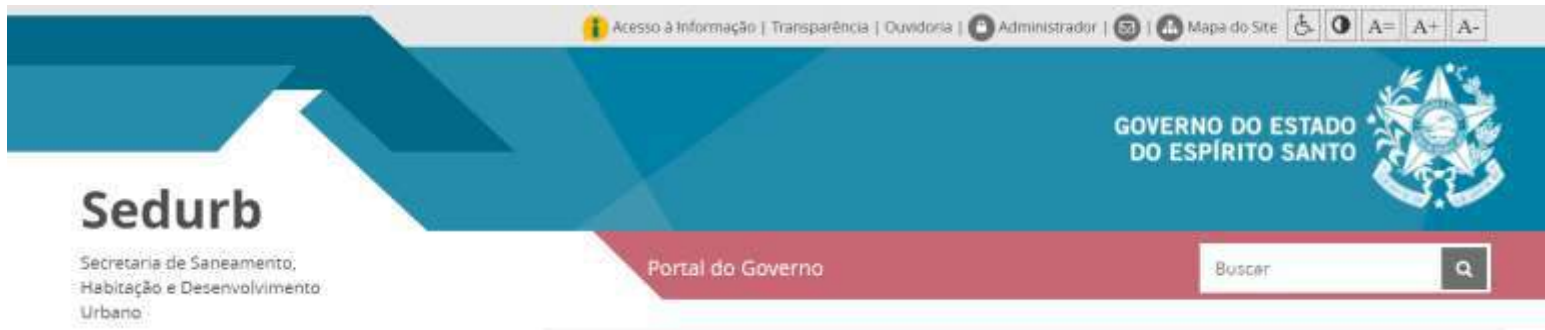 Acesso à Informação | Transparência | Ouvidoria | Administrador | | Mapa do Site A= A+ A-
GOVERNO DO ESTADO
DO ESPÍRITO SANTO
Sedurb
Secretaria de Saneamento,
Habitação e Desenvolvimento
Urbano
Portal do Governo
Buscar